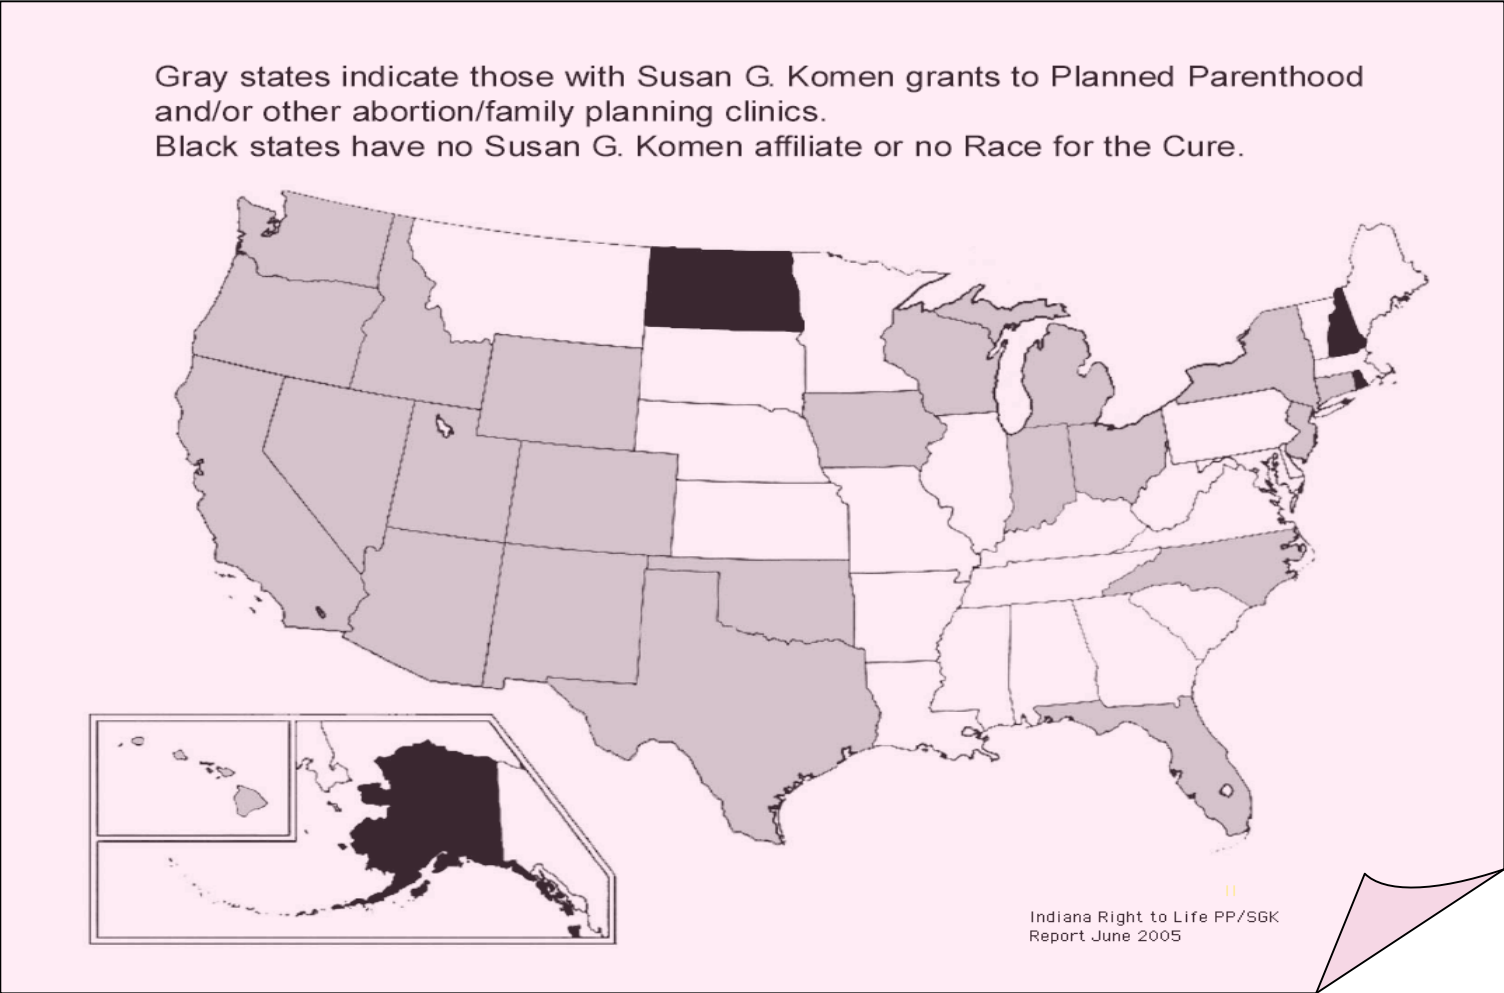 Gray states indicate those with Susan G. Komen grants to Planned Parenthood
and/or other abortion/family planning clinics.
Black states have no Susan G. Komen affiliate or no Race for the Cure.
11
Indiana Right to Life PP/SGK
Report June 2005